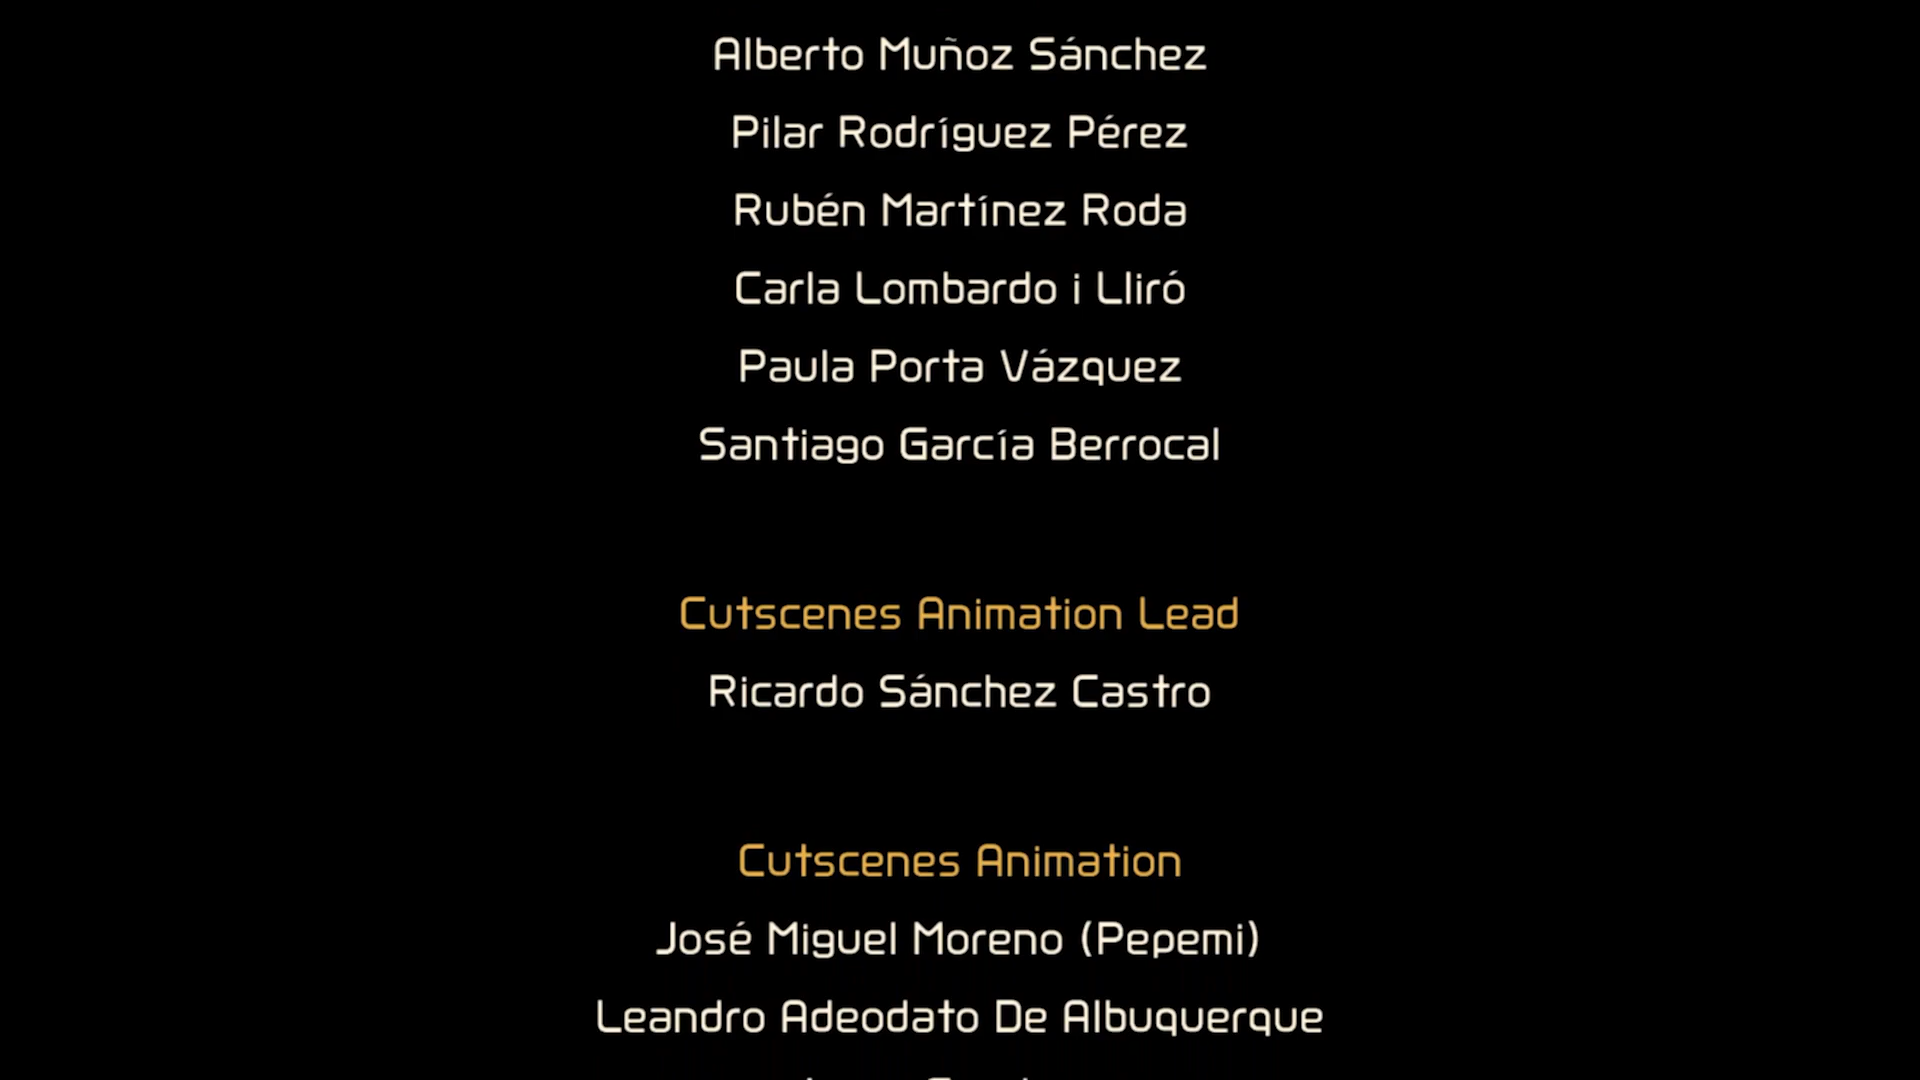 Alberto Muñoz Sánchez
Pilar Rodríguez Pérez
Rubén Martínez Roda
Carla Lombardo i Lliró
Paula Porta Vázquez
Santiago García Berrocal
Cutscenes Animation Lead
Ricardo Sánchez Castro
Cutscenes Animation
José Miguel Moreno (Pepemi)
Leandro Adeodato De Albuquerque